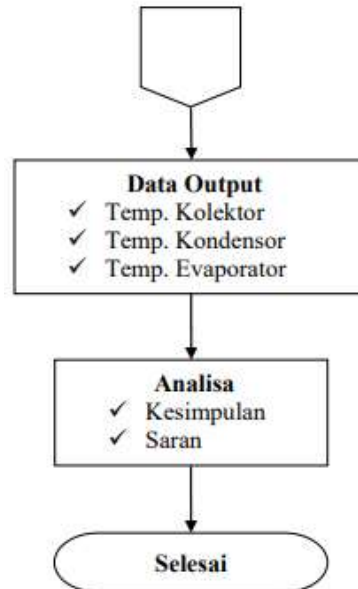 Data Output
✓ Temp. Kolektor
✓ Temp. Kondensor
✓ Temp. Evaporator
Analisa
✓ Kesimpulan
✓ Saran
Selesai